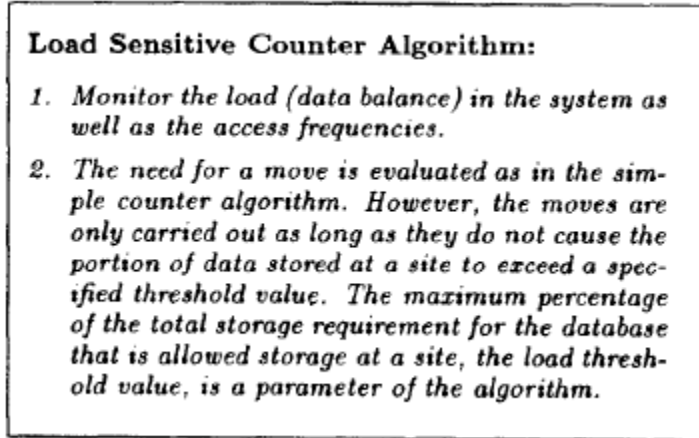 Load Sensitive Counter Algorithm:
1. Monitor the load (data balance) in the system as
well as the access frequencies.
2. The need for a move is evaluated as in the sim-
ple counter algorithm. However, the moves are
only carried out as long as they do not cause the
portion of data stored at a site to exceed a spec-
ified threshold value. The maximum percentage
of the total storage requirement for the database
that is allowed storage at a site, the load thresh-
old value, is a parameter of the algorithm.